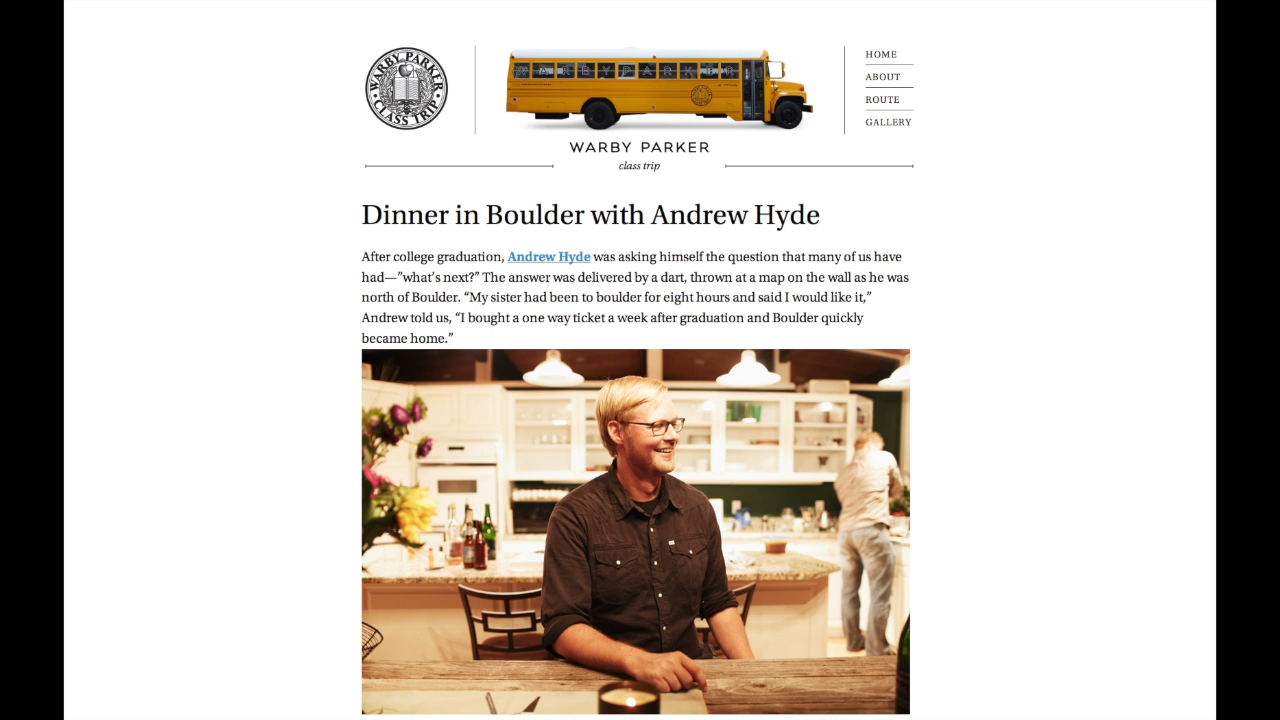 WARBY PARKER
CLASS TRIP
WARBY PARKER
HOME
ABOUT
ROUTE
GALLERY
WARBY PARKER
class trip
Dinner in Boulder with Andrew Hyde
After college graduation, Andrew Hyde was asking himself the question that many of us have
had—”what’s next?” The answer was delivered by a dart, thrown at a map on the wall as he was
north of Boulder. “My sister had been to boulder for eight hours and said I would like it,”
Andrew told us, “I bought a one way ticket a week after graduation and Boulder quickly
became home.”